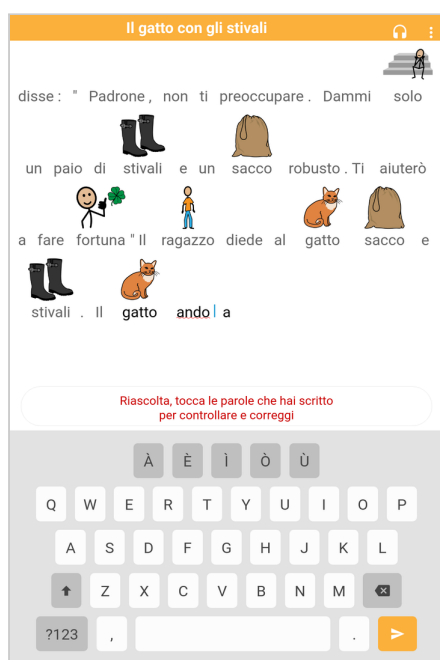 Il gatto con gli stivali
disse : " Padrone , non ti preoccupare . Dammi solo
un paio di stivali e un sacco robusto . Ti aiuterò
a fare fortuna " Il ragazzo diede al gatto sacco e
stivali . Il gatto ando a
Riascolta, tocca le parole che hai scritto
per controllare e correggi
À È Ì Ò Ù
Q W E R T Y U I O P
A S D F G H J K L
Z X C V B N M
?123 , .